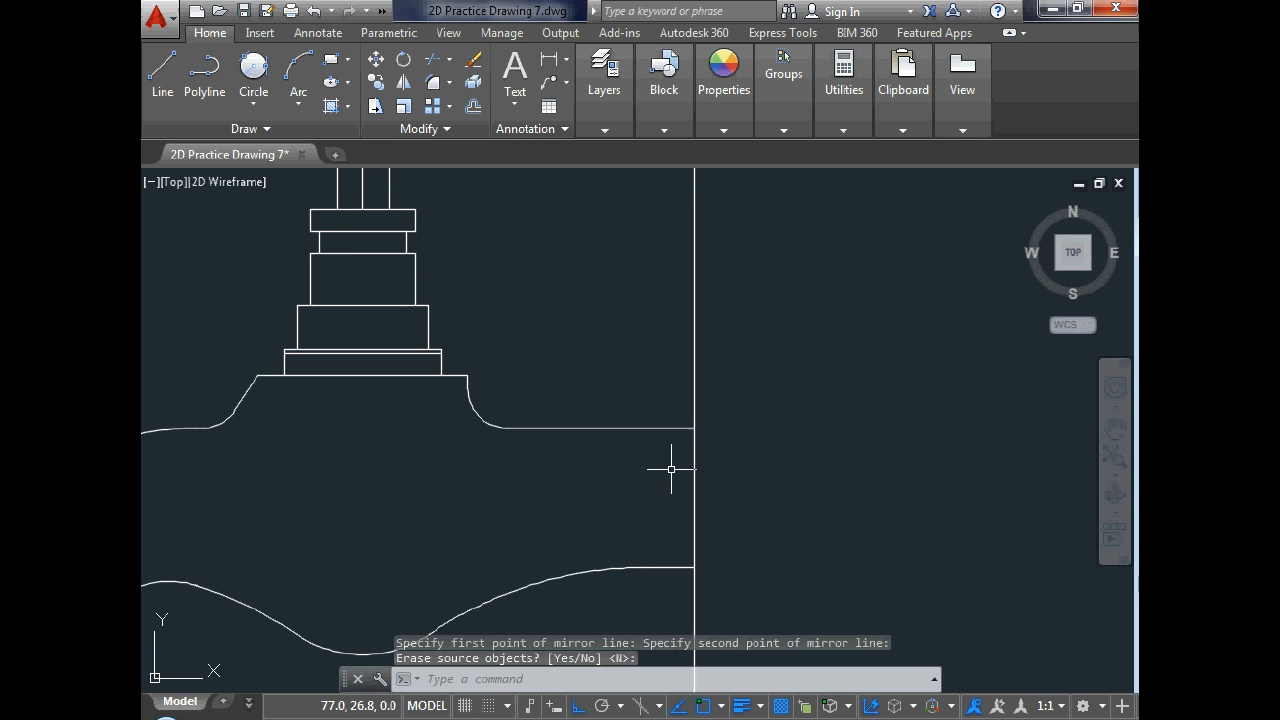 2D Practice Drawing 7.dwg
Type a keyword or phrase
Sign In
Home Insert Annotate Parametric View Manage Output Add-ins Autodesk 360 Express Tools BIM 360 Featured Apps
Line Polyline Circle Arc Text Layers Block Properties Groups Utilities Clipboard View
Draw Modify Annotation
2D Practice Drawing 7*
[−][Top][2D Wireframe]
N
W TOP E
S
WCS
Y
X
Specify first point of mirror line: Specify second point of mirror line:
Erase source objects? [Yes/No] <N>:
Type a command
Model 77.0, 26.8, 0.0 MODEL 1:1